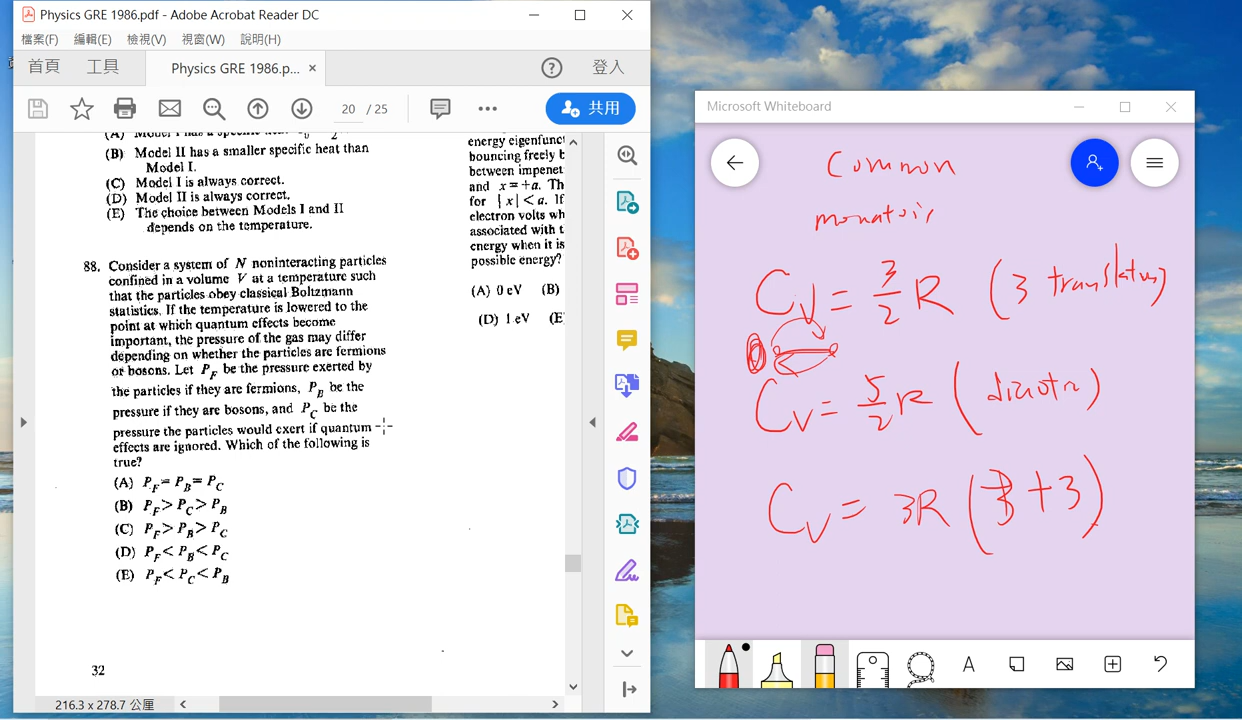 Physics GRE 1986.pdf - Adobe Acrobat Reader DC
檔案(F) 編輯(E) 檢視(V) 視窗(W) 說明(H)
首頁 工具 Physics GRE 1986.p... × ? 登入
20 / 25 共用
(B) Model II has a smaller specific heat than
Model I.
(C) Model I is always correct.
(D) Model II is always correct.
(E) The choice between Models I and II
depends on the temperature.
88. Consider a system of N noninteracting particles
confined in a volume V at a temperature such
that the particles obey classical Boltzmann
statistics. If the temperature is lowered to the
point at which quantum effects become
important, the pressure of the gas may differ
depending on whether the particles are fermions
or bosons. Let P_F be the pressure exerted by
the particles if they are fermions, P_B be the
pressure if they are bosons, and P_C be the
pressure the particles would exert if quantum
effects are ignored. Which of the following is
true?
(A) P_F = P_B = P_C
(B) P_F > P_C > P_B
(C) P_F > P_B > P_C
(D) P_F < P_B < P_C
(E) P_F < P_C < P_B
32
energy eigenfunct
bouncing freely b
between impenet
and x = +a. Th
for |x| < a. If
electron volts wh
associated with t
energy when it is
possible energy?
(A) 0 eV (B)
(D) 1 eV (E
216.3 x 278.7 公厘
Microsoft Whiteboard
Common
C_V = 3/2 R (3
C_V = 5/2 R (
C_V = 3R (3+3)